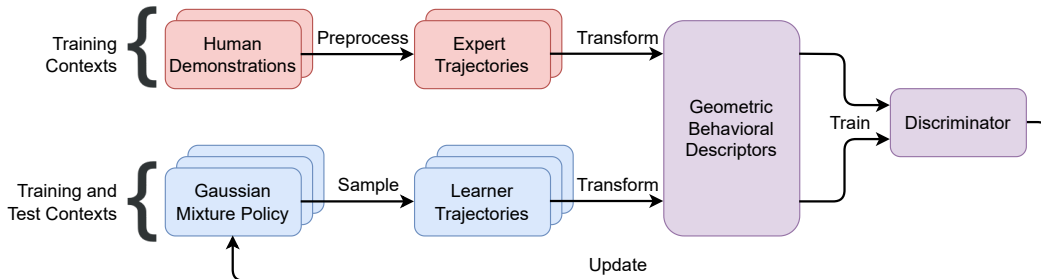 Training
Contexts
Human
Demonstrations
Preprocess
Expert
Trajectories
Transform
Geometric
Behavioral
Descriptors
Train
Discriminator
Training and
Test Contexts
Gaussian
Mixture Policy
Sample
Learner
Trajectories
Transform
Update